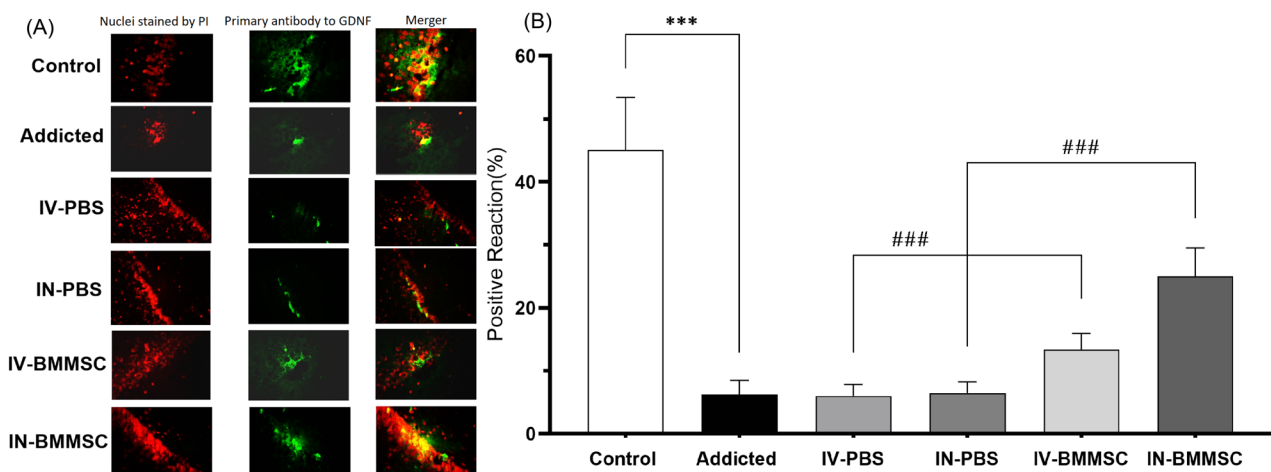 (A)
Nuclei stained by PI
Primary antibody to GDNF
Merger
Control
Addicted
IV-PBS
IN-PBS
IV-BMMSC
IN-BMMSC
(B)
***
###
###
Positive Reaction(%)
60
40
20
0
Control
Addicted
IV-PBS
IN-PBS
IV-BMMSC
IN-BMMSC